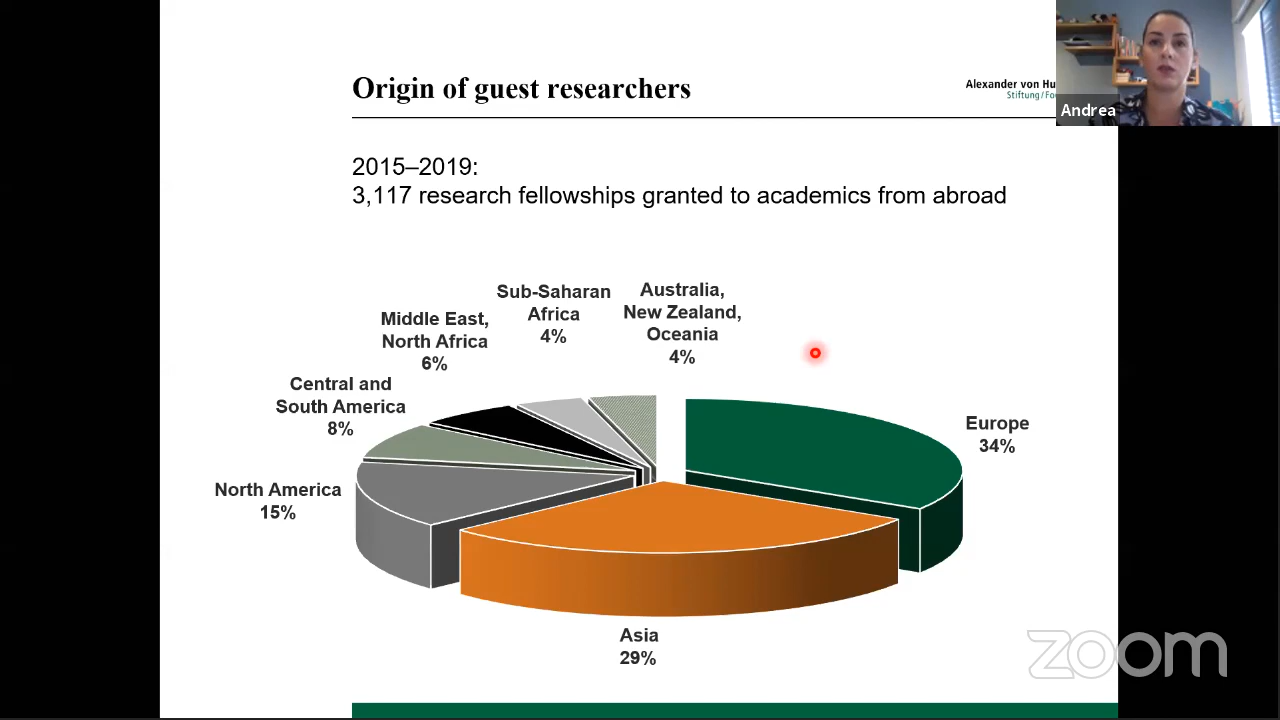 Origin of guest researchers
Alexander von Hu
Stiftung/Fo
Andrea
2015–2019:
3,117 research fellowships granted to academics from abroad
Sub-Saharan
Africa
4%
Australia,
New Zealand,
Oceania
4%
Middle East,
North Africa
6%
Central and
South America
8%
Europe
34%
North America
15%
Asia
29%
zoom